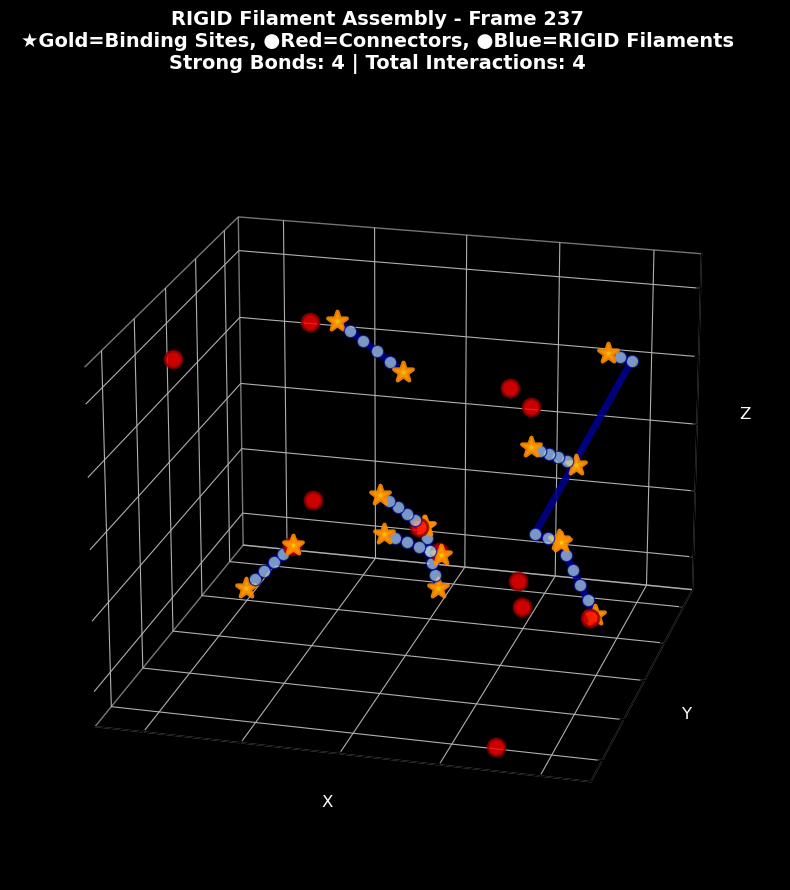 RIGID Filament Assembly - Frame 237
★Gold=Binding Sites, ●Red=Connectors, ●Blue=RIGID Filaments
Strong Bonds: 4 | Total Interactions: 4
Z
Y
X